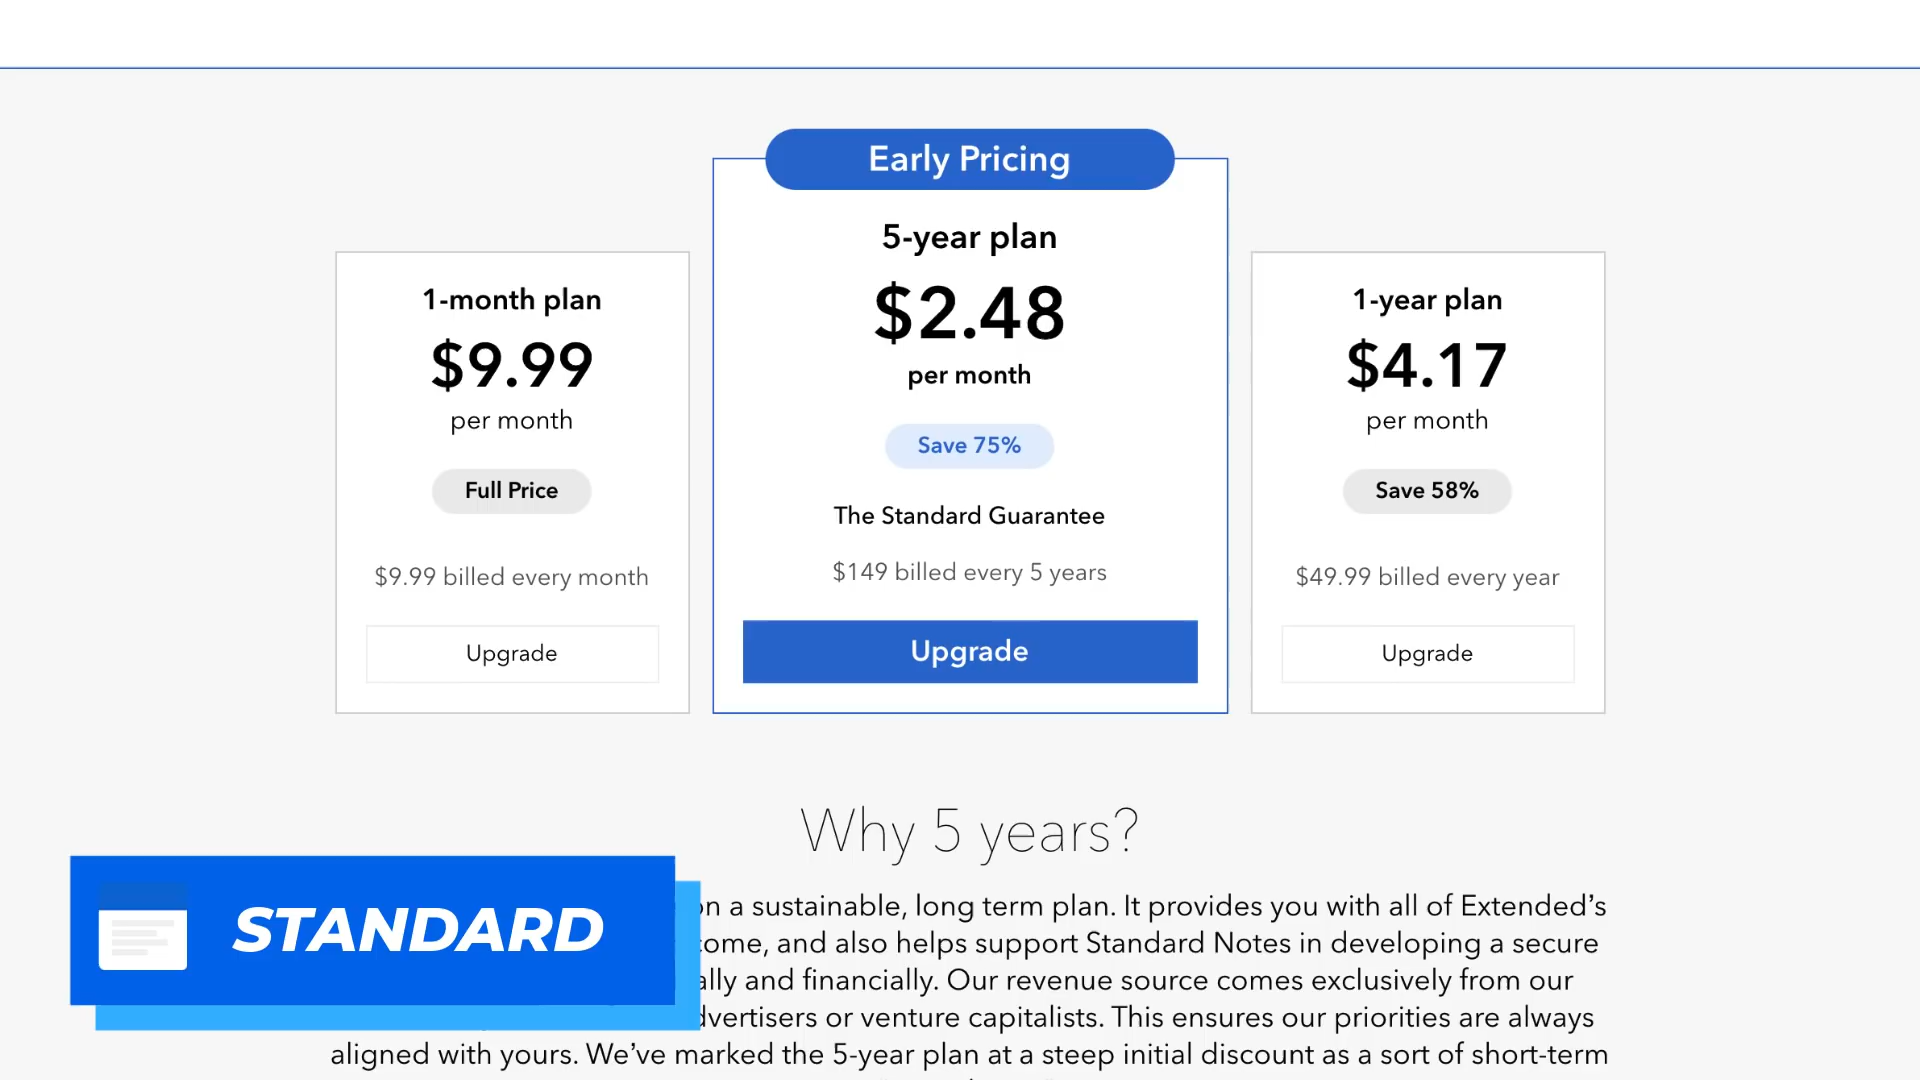 Early Pricing
5-year plan
$2.48
per month
Save 75%
The Standard Guarantee
$149 billed every 5 years
Upgrade
1-month plan
$9.99
per month
Full Price
$9.99 billed every month
Upgrade
1-year plan
$4.17
per month
Save 58%
$49.99 billed every year
Upgrade
Why 5 years?
a sustainable, long term plan. It provides you with all of Extended’s
and also helps support Standard Notes in developing a secure
and financially. Our revenue source comes exclusively from our
or venture capitalists. This ensures our priorities are always
aligned with yours. We’ve marked the 5-year plan at a steep initial discount as a sort of short-term
STANDARD